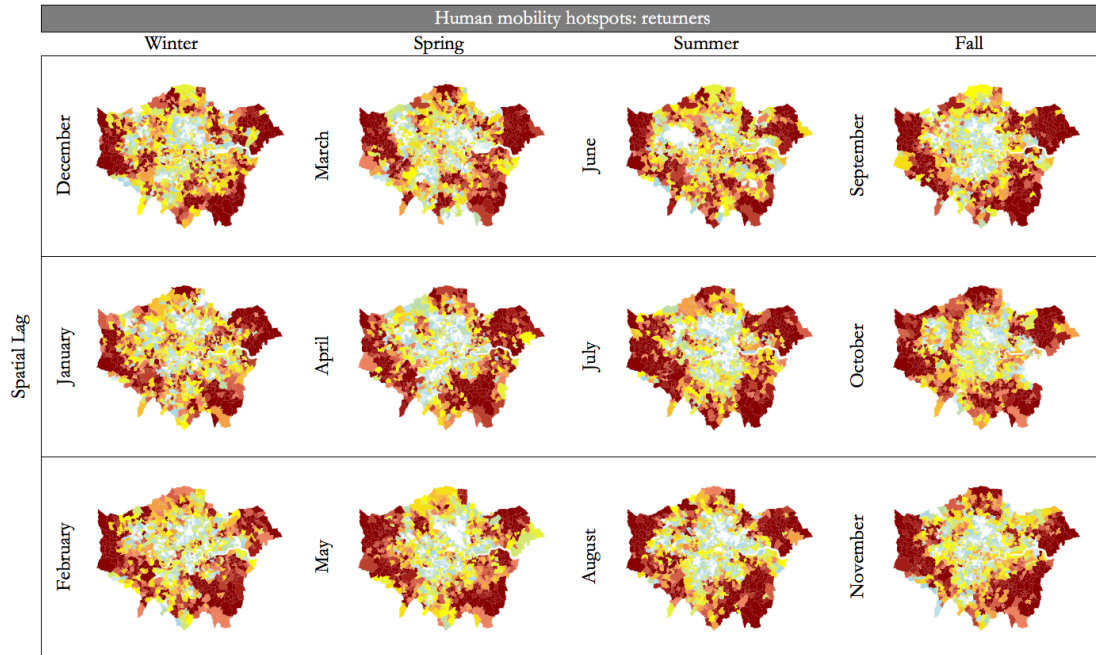 Human mobility hotspots: returners
Winter Spring Summer Fall
Spatial Lag
December March June September
January April July October
February May August November